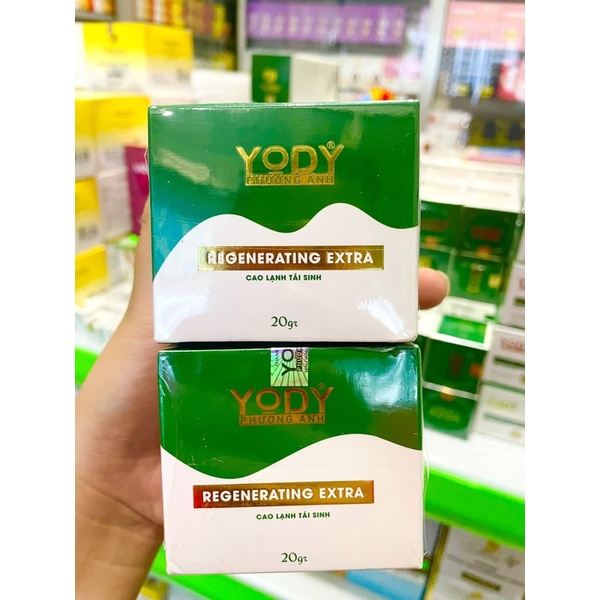 YODY®
PHƯƠNG ANH
REGENERATING EXTRA
CAO LẠNH TÁI SINH
20gr
YODY
YODY®
PHƯƠNG ANH
REGENERATING EXTRA
CAO LẠNH TÁI SINH
20gr